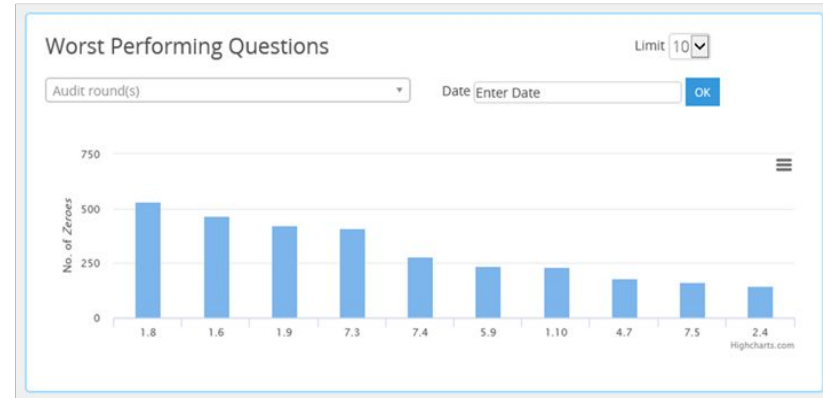 Worst Performing Questions
Limit 10
Audit round(s)
Date Enter Date OK
750
500
250
0
No. of Zeroes
1.8 1.6 1.9 7.3 7.4 5.9 1.10 4.7 7.5 2.4
Highcharts.com